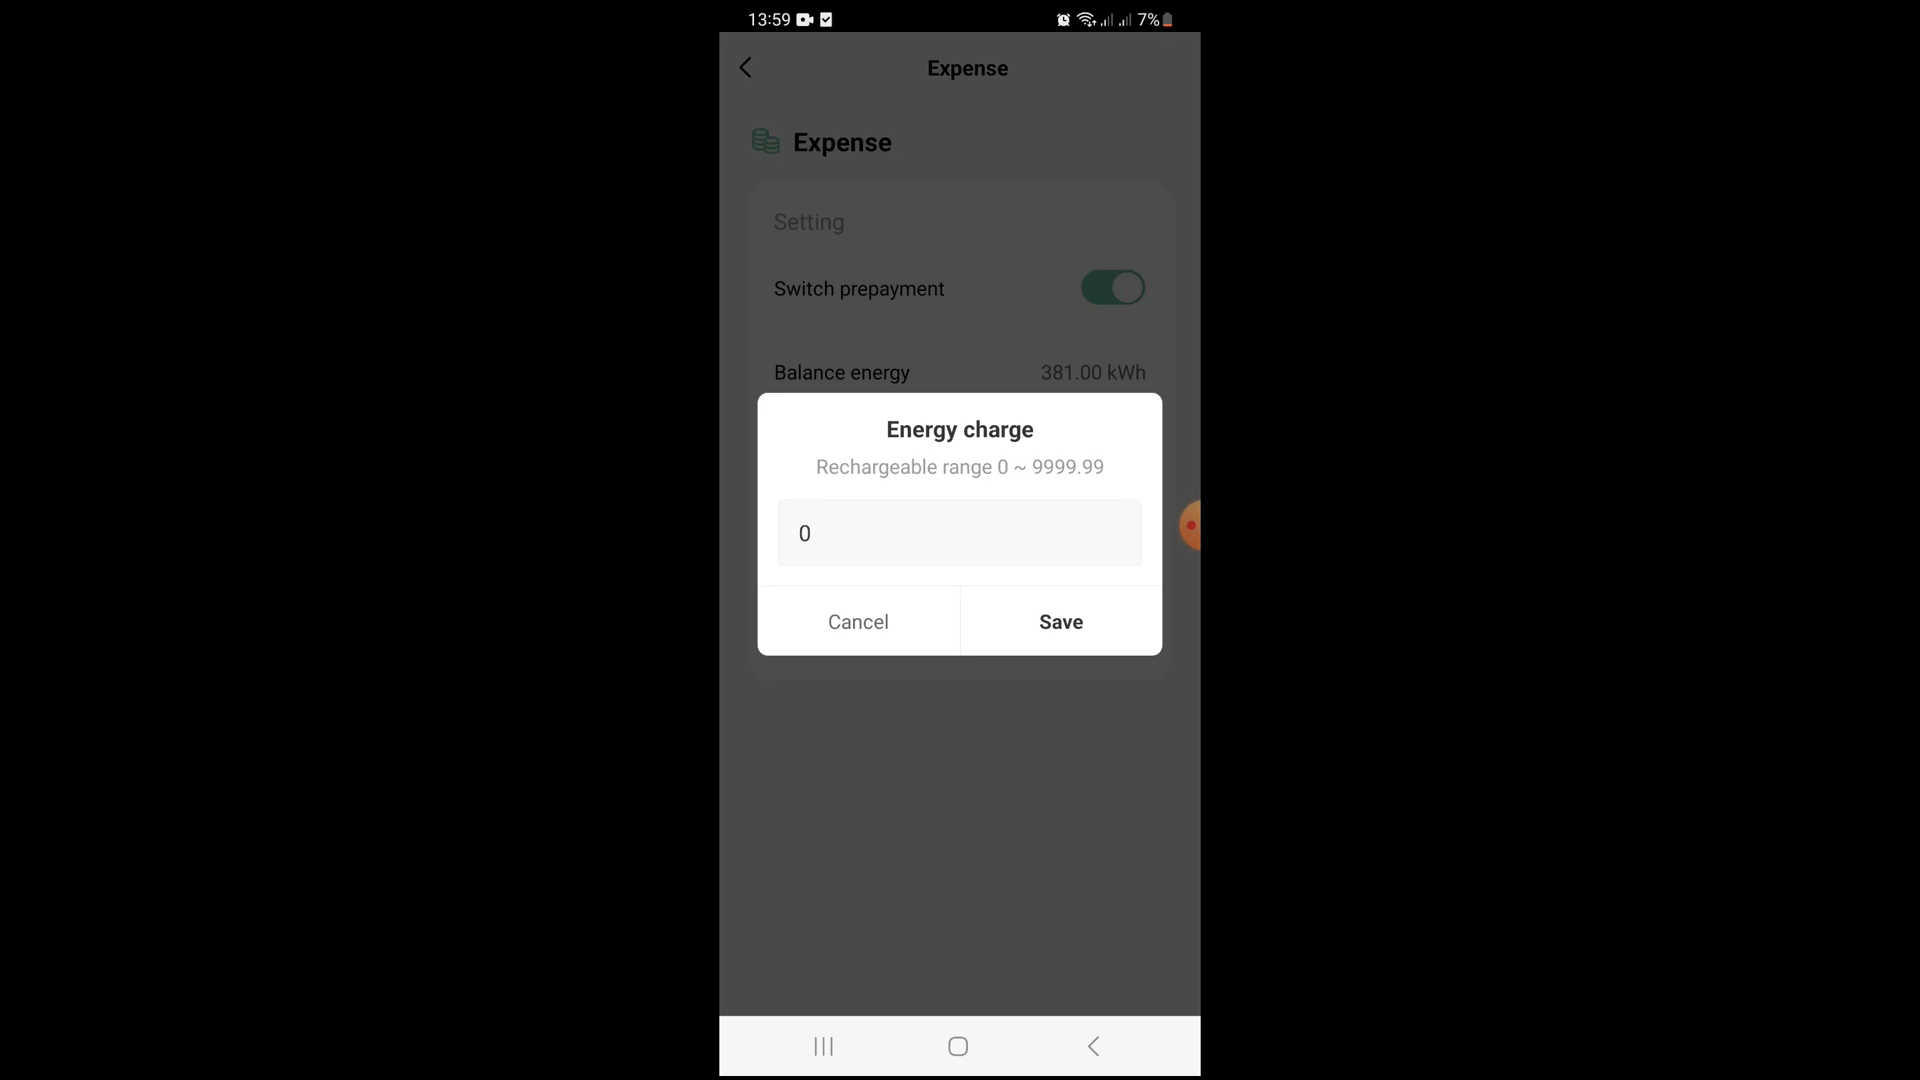 13:59 7%
Expense
Expense
Setting
Switch prepayment
Balance energy 381.00 kWh
Energy charge
Rechargeable range 0 ~ 9999.99
0
Cancel Save